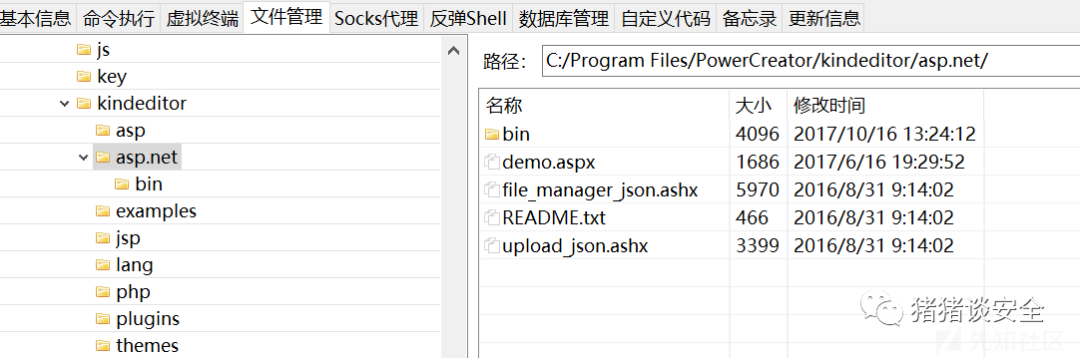 基本信息 命令执行 虚拟终端 文件管理 Socks代理 反弹Shell 数据库管理 自定义代码 备忘录 更新信息
js
key
kindeditor
asp
asp.net
bin
examples
jsp
lang
php
plugins
themes
路径： C:/Program Files/PowerCreator/kindeditor/asp.net/
名称 大小 修改时间
bin 4096 2017/10/16 13:24:12
demo.aspx 1686 2017/6/16 19:29:52
file_manager_json.ashx 5970 2016/8/31 9:14:02
README.txt 466 2016/8/31 9:14:02
upload_json.ashx 3399 2016/8/31 9:14:02
猪猪谈安全
先知社区